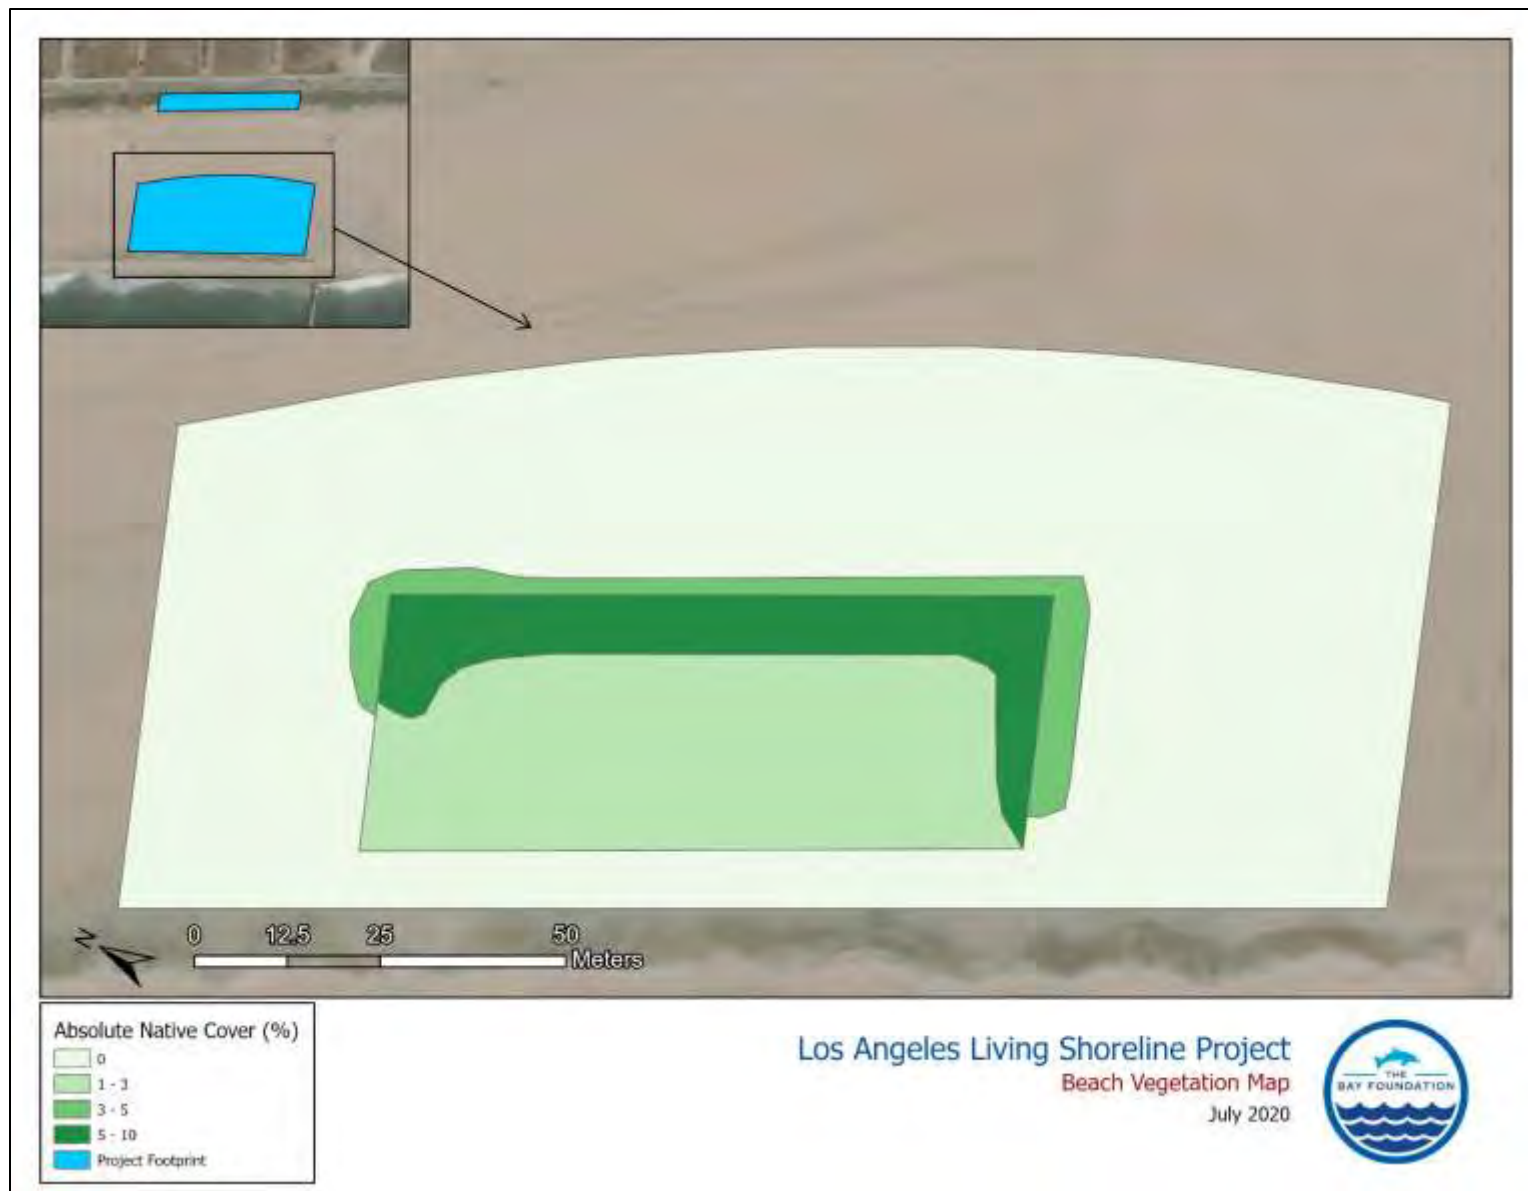 N
0 12.5 25 50
Meters
Absolute Native Cover (%)
0
1 - 3
3 - 5
5 - 10
Project Footprint
Los Angeles Living Shoreline Project
Beach Vegetation Map
July 2020
THE
BAY FOUNDATION